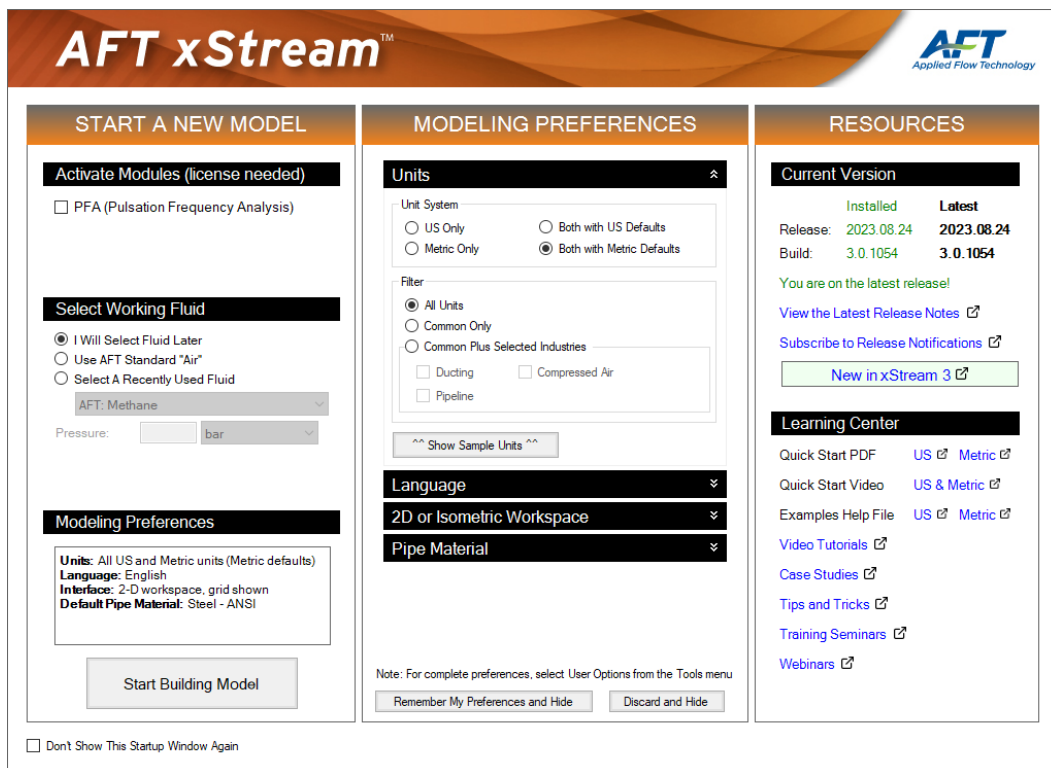 AFT xStream™
AFT
Applied Flow Technology
START A NEW MODEL
Activate Modules (license needed)
PFA (Pulsation Frequency Analysis)
Select Working Fluid
I Will Select Fluid Later
Use AFT Standard "Air"
Select A Recently Used Fluid
AFT: Methane
Pressure: bar
Modeling Preferences
Units: All US and Metric units (Metric defaults)
Language: English
Interface: 2-D workspace, grid shown
Default Pipe Material: Steel - ANSI
Start Building Model
Don't Show This Startup Window Again
MODELING PREFERENCES
Units
Unit System
US Only Both with US Defaults
Metric Only Both with Metric Defaults
Filter
All Units
Common Only
Common Plus Selected Industries
Ducting Compressed Air
Pipeline
^^ Show Sample Units ^^
Language
2D or Isometric Workspace
Pipe Material
Note: For complete preferences, select User Options from the Tools menu
Remember My Preferences and Hide Discard and Hide
RESOURCES
Current Version
Installed Latest
Release: 2023.08.24 2023.08.24
Build: 3.0.1054 3.0.1054
You are on the latest release!
View the Latest Release Notes
Subscribe to Release Notifications
New in xStream 3
Learning Center
Quick Start PDF US Metric
Quick Start Video US & Metric
Examples Help File US Metric
Video Tutorials
Case Studies
Tips and Tricks
Training Seminars
Webinars